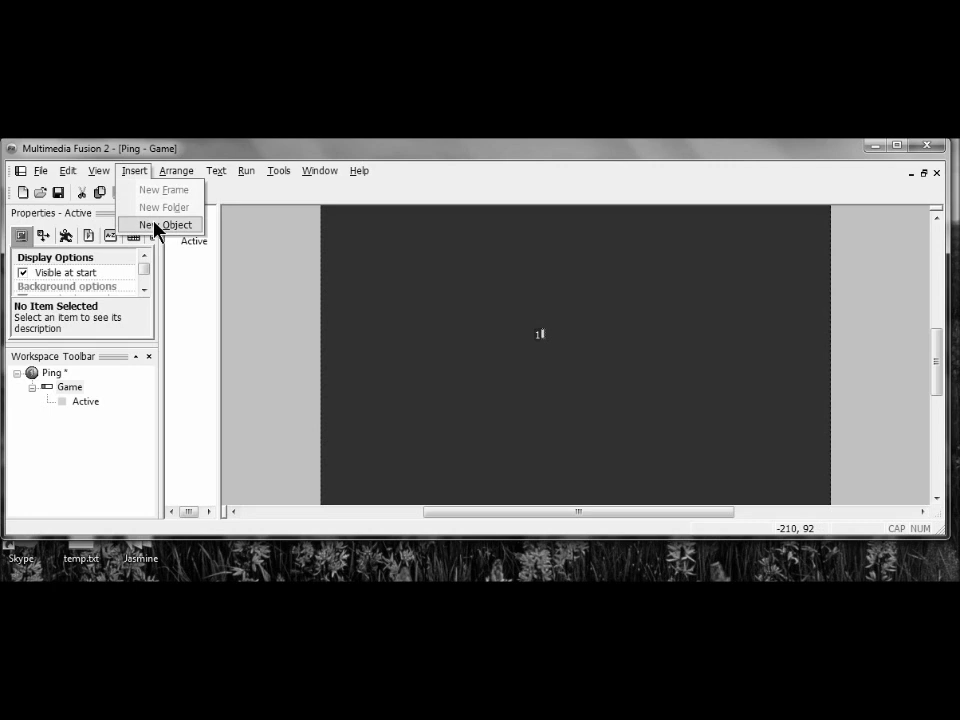 Multimedia Fusion 2 - [Ping - Game]
File Edit View Insert Arrange Text Run Tools Window Help
New Frame
New Folder
New Object
Properties - Active
Active
Display Options
Visible at start
Background options
No Item Selected
Select an item to see its
description
Workspace Toolbar
Ping *
Game
Active
1
-210, 92
CAP NUM
Skype temp.txt Jasmine